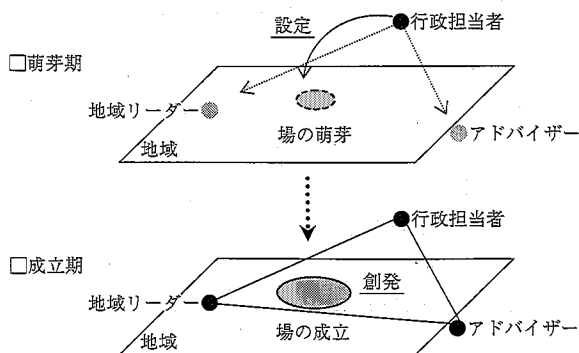 設定
行政担当者
□萌芽期
地域リーダー
場の萌芽
アドバイザー
地域
行政担当者
□成立期
創発
地域リーダー
場の成立
アドバイザー
地域